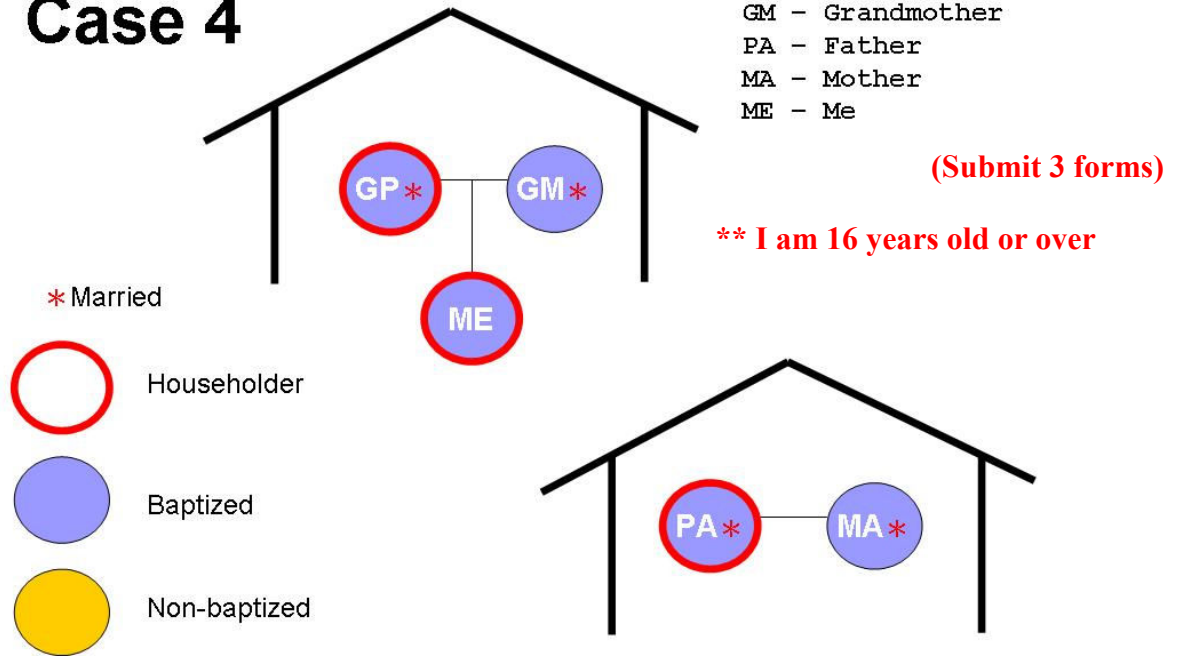 Case 4
GM – Grandmother
PA – Father
MA – Mother
ME – Me
(Submit 3 forms)
** I am 16 years old or over
GP* GM*
* Married
ME
Householder
Baptized
PA* MA*
Non-baptized